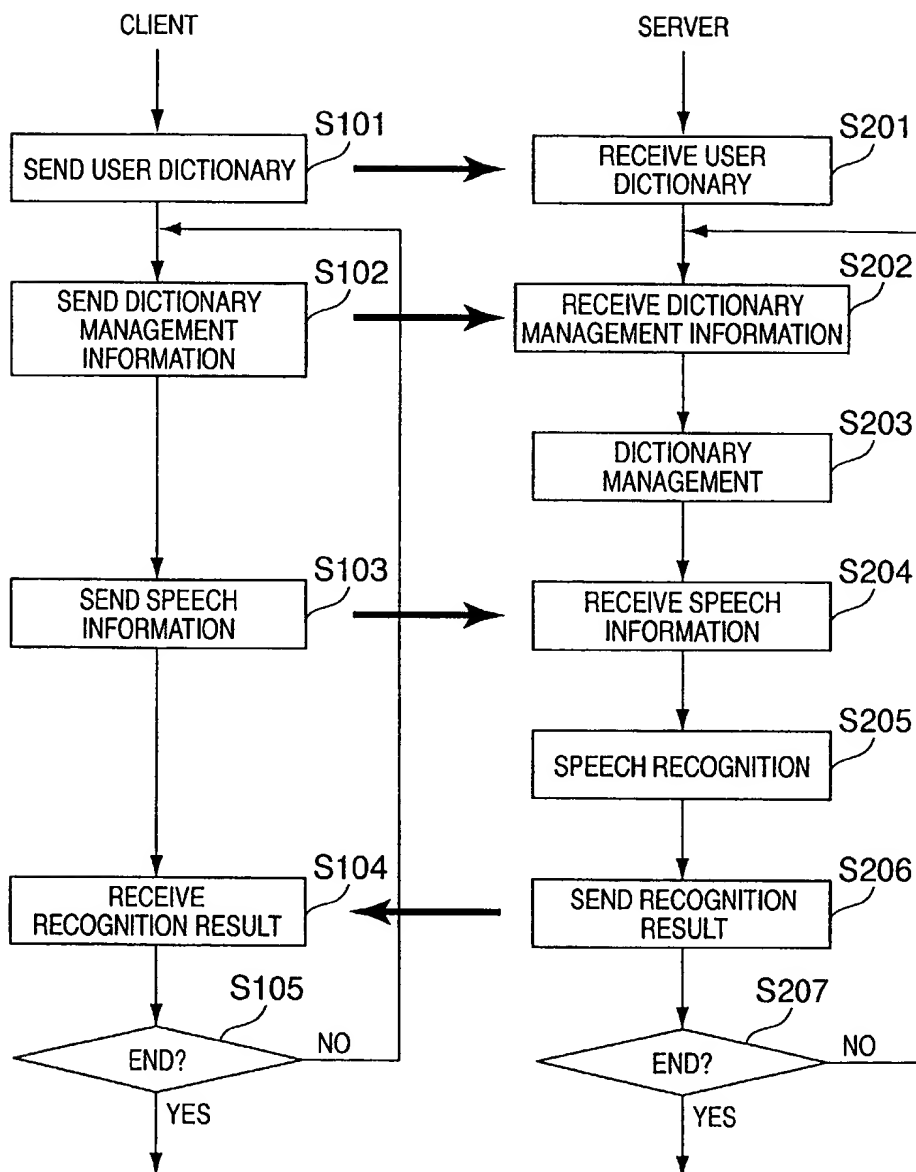 CLIENT
SERVER
S101
SEND USER DICTIONARY
S201
RECEIVE USER
DICTIONARY
S102
SEND DICTIONARY
MANAGEMENT
INFORMATION
S202
RECEIVE DICTIONARY
MANAGEMENT INFORMATION
S203
DICTIONARY
MANAGEMENT
S103
SEND SPEECH
INFORMATION
S204
RECEIVE SPEECH
INFORMATION
S205
SPEECH RECOGNITION
S104
RECEIVE
RECOGNITION RESULT
S206
SEND RECOGNITION
RESULT
S105
END?
NO
YES
S207
END?
NO
YES